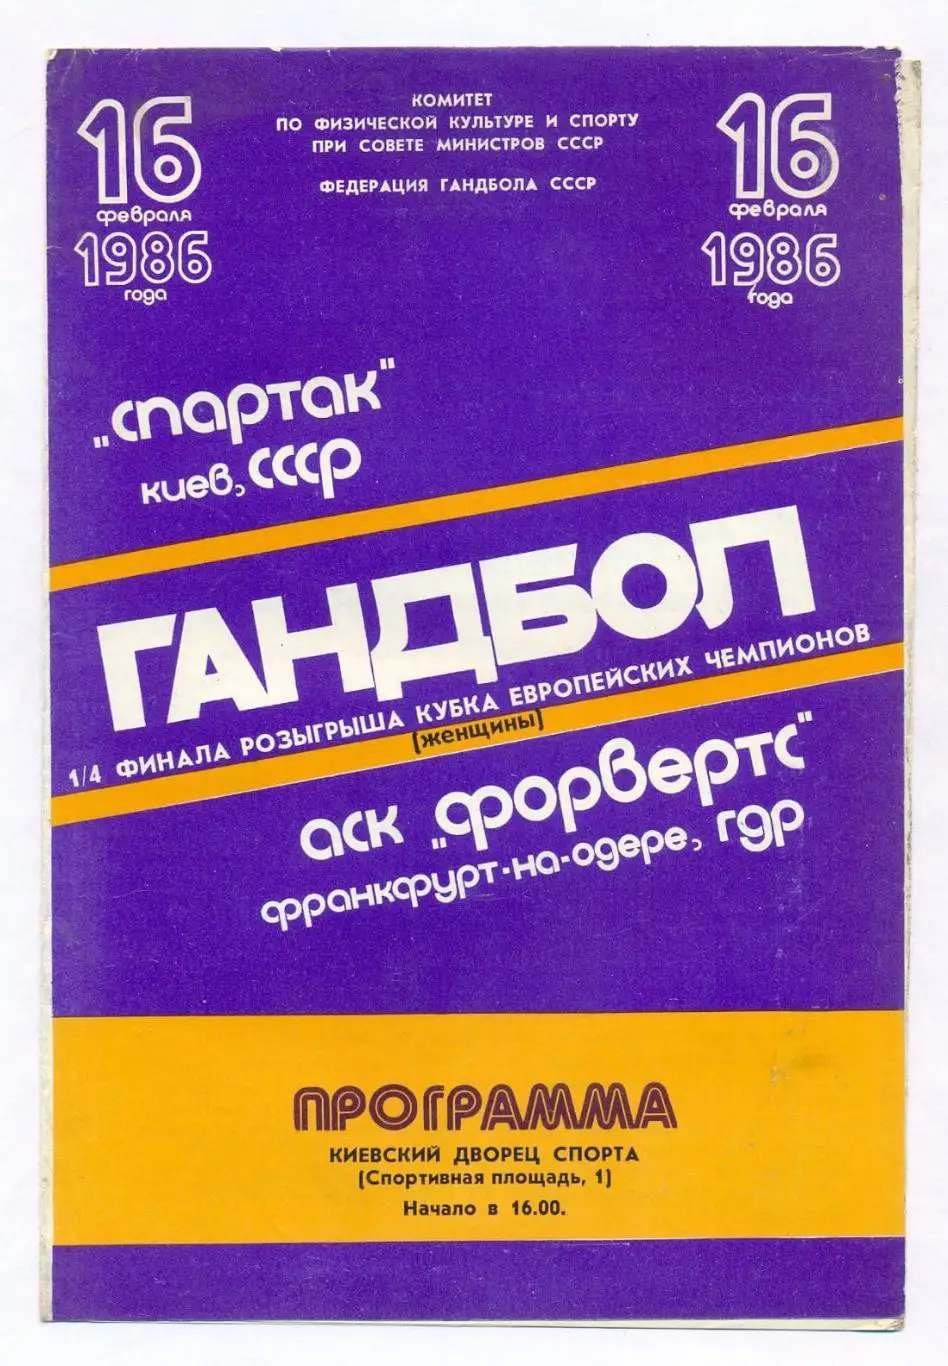 16
февраля
1986
года
КОМИТЕТ
ПО ФИЗИЧЕСКОЙ КУЛЬТУРЕ И СПОРТУ
ПРИ СОВЕТЕ МИНИСТРОВ СССР
ФЕДЕРАЦИЯ ГАНДБОЛА СССР
16
февраля
1986
года
„Спартак"
киев, СССР
ГАНДБОЛ
1/4 ФИНАЛА РОЗЫГРЫША КУБКА ЕВРОПЕЙСКИХ ЧЕМПИОНОВ
(женщины)
аск „Форвертс"
франкфурт-на-одере, ГДР
ПРОГРАММА
КИЕВСКИЙ ДВОРЕЦ СПОРТА
(Спортивная площадь, 1)
Начало в 16.00.